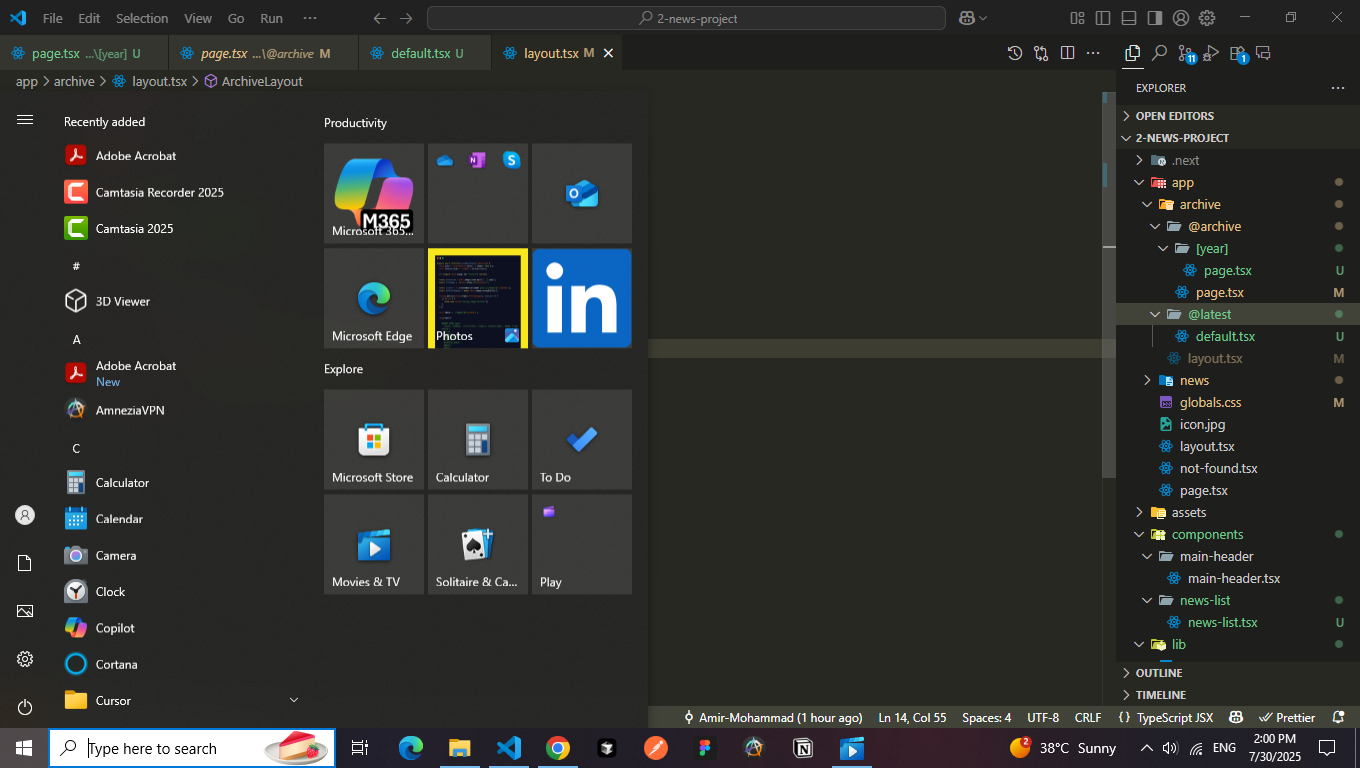 File Edit Selection View Go Run ···
2-news-project
page.tsx ...\[year] U
page.tsx ...\@archive M
default.tsx U
layout.tsx M
app > archive > layout.tsx > ArchiveLayout
Recently added
Adobe Acrobat
Camtasia Recorder 2025
Camtasia 2025
#
3D Viewer
A
Adobe Acrobat
New
AmneziaVPN
C
Calculator
Calendar
Camera
Clock
Copilot
Cortana
Cursor
Productivity
M365
Microsoft 365...
Microsoft Edge
Photos
in
Explore
Microsoft Store
Calculator
To Do
Movies & TV
Solitaire & Ca...
Play
11
1
EXPLORER
OPEN EDITORS
2-NEWS-PROJECT
.next
app
archive
@archive
[year]
page.tsx U
page.tsx M
@latest
default.tsx U
layout.tsx M
news
globals.css M
icon.jpg
layout.tsx
not-found.tsx
page.tsx
assets
components
main-header
main-header.tsx
news-list
news-list.tsx U
lib
OUTLINE
TIMELINE
Amir-Mohammad (1 hour ago) Ln 14, Col 55 Spaces: 4 UTF-8 CRLF {} TypeScript JSX Prettier
Type here to search
2
38°C Sunny
ENG
2:00 PM
7/30/2025